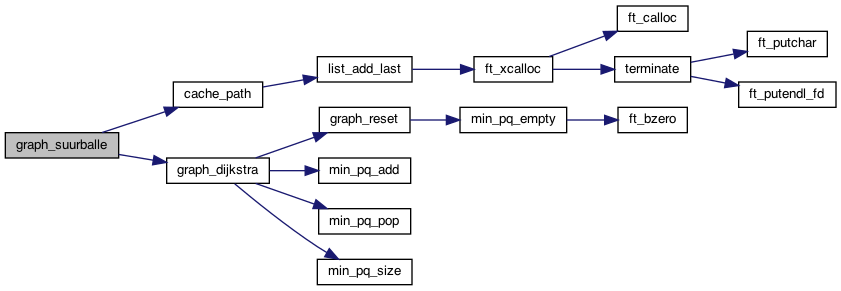 graph_suurballe
cache_path
list_add_last
ft_xcalloc
ft_calloc
terminate
ft_putchar
ft_putendl_fd
graph_dijkstra
graph_reset
min_pq_empty
ft_bzero
min_pq_add
min_pq_pop
min_pq_size